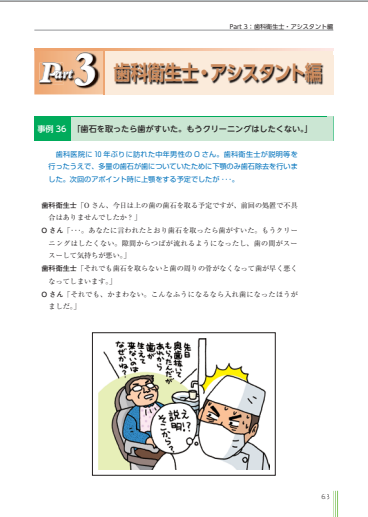 Part 3：歯科衛生士・アシスタント編
Part 3 歯科衛生士・アシスタント編
事例 36 「歯石を取ったら歯がすいた。もうクリーニングはしたくない。」
歯科医院に 10 年ぶりに訪れた中年男性の O さん。歯科衛生士が説明等を
行ったうえで、多量の歯石が歯についていたために下顎のみ歯石除去を行いま
した。次回のアポイント時に上顎をする予定でしたが・・・。
歯科衛生士「O さん、今日は上の歯の歯石を取る予定ですが、前回の処置で不具
合はありませんでしたか？」
O さん「・・・。あなたに言われたとおり歯石を取ったら歯がすいた。もうクリー
ニングはしたくない。隙間からつばが流れるようになったし、歯の間がスー
スーして気持ちが悪い。」
歯科衛生士「それでも歯石を取らないと歯の周りの骨がなくなって歯が早く悪く
なってしまいます。」
O さん「それでも、かまわない。こんなふうになるなら入れ歯になったほうが
ましだ。」
先日
奥歯抜いて
もらったんだが
あれから
歯が
生えて
来ないのは
なぜかね？
え!?
説明
そこから？
63